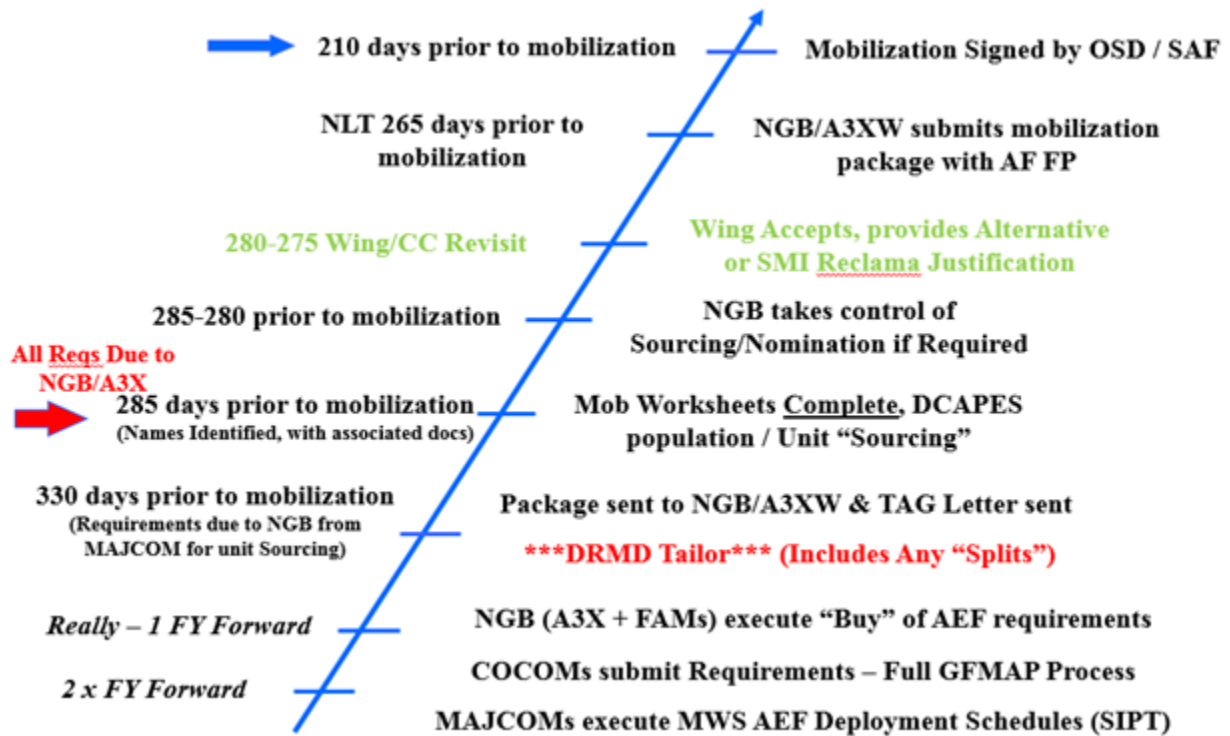 210 days prior to mobilization
Mobilization Signed by OSD / SAF
NLT 265 days prior to
mobilization
NGB/A3XW submits mobilization
package with AF FP
280-275 Wing/CC Revisit
Wing Accepts, provides Alternative
or SMI Reclama Justification
285-280 prior to mobilization
NGB takes control of
Sourcing/Nomination if Required
All Reqs Due to
NGB/A3X
285 days prior to mobilization
(Names Identified, with associated docs)
Mob Worksheets Complete, DCAPES
population / Unit “Sourcing”
330 days prior to mobilization
(Requirements due to NGB from
MAJCOM for unit Sourcing)
Package sent to NGB/A3XW & TAG Letter sent
***DRMD Tailor*** (Includes Any “Splits”)
Really – 1 FY Forward
NGB (A3X + FAMs) execute “Buy” of AEF requirements
2 x FY Forward
COCOMs submit Requirements – Full GFMAP Process
MAJCOMs execute MWS AEF Deployment Schedules (SIPT)